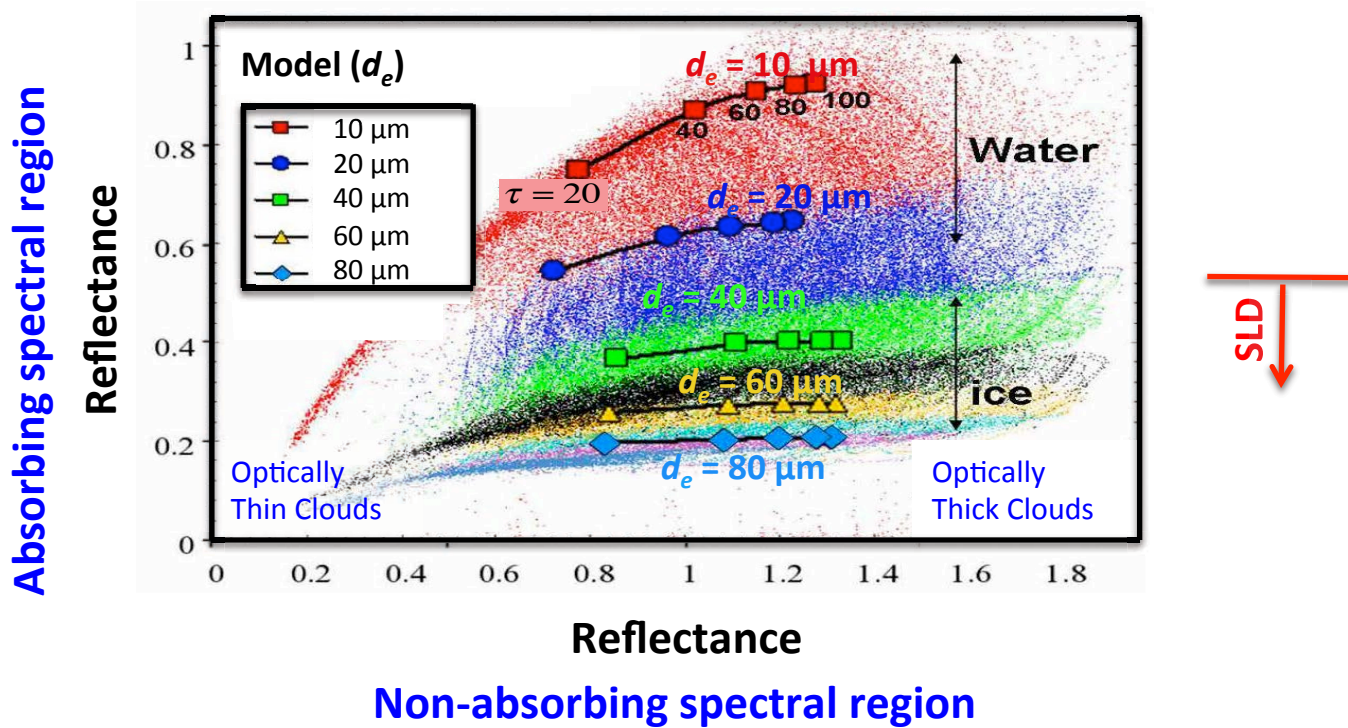 Absorbing spectral region
Reflectance
1
0.8
0.6
0.4
0.2
0
Model (dₑ)
10 µm
20 µm
40 µm
60 µm
80 µm
dₑ = 10 µm
40
60
80
100
τ = 20
Water
dₑ = 20 µm
dₑ = 40 µm
dₑ = 60 µm
ice
dₑ = 80 µm
Optically
Thin Clouds
Optically
Thick Clouds
SLD
0
0.2
0.4
0.6
0.8
1
1.2
1.4
1.6
1.8
Reflectance
Non-absorbing spectral region